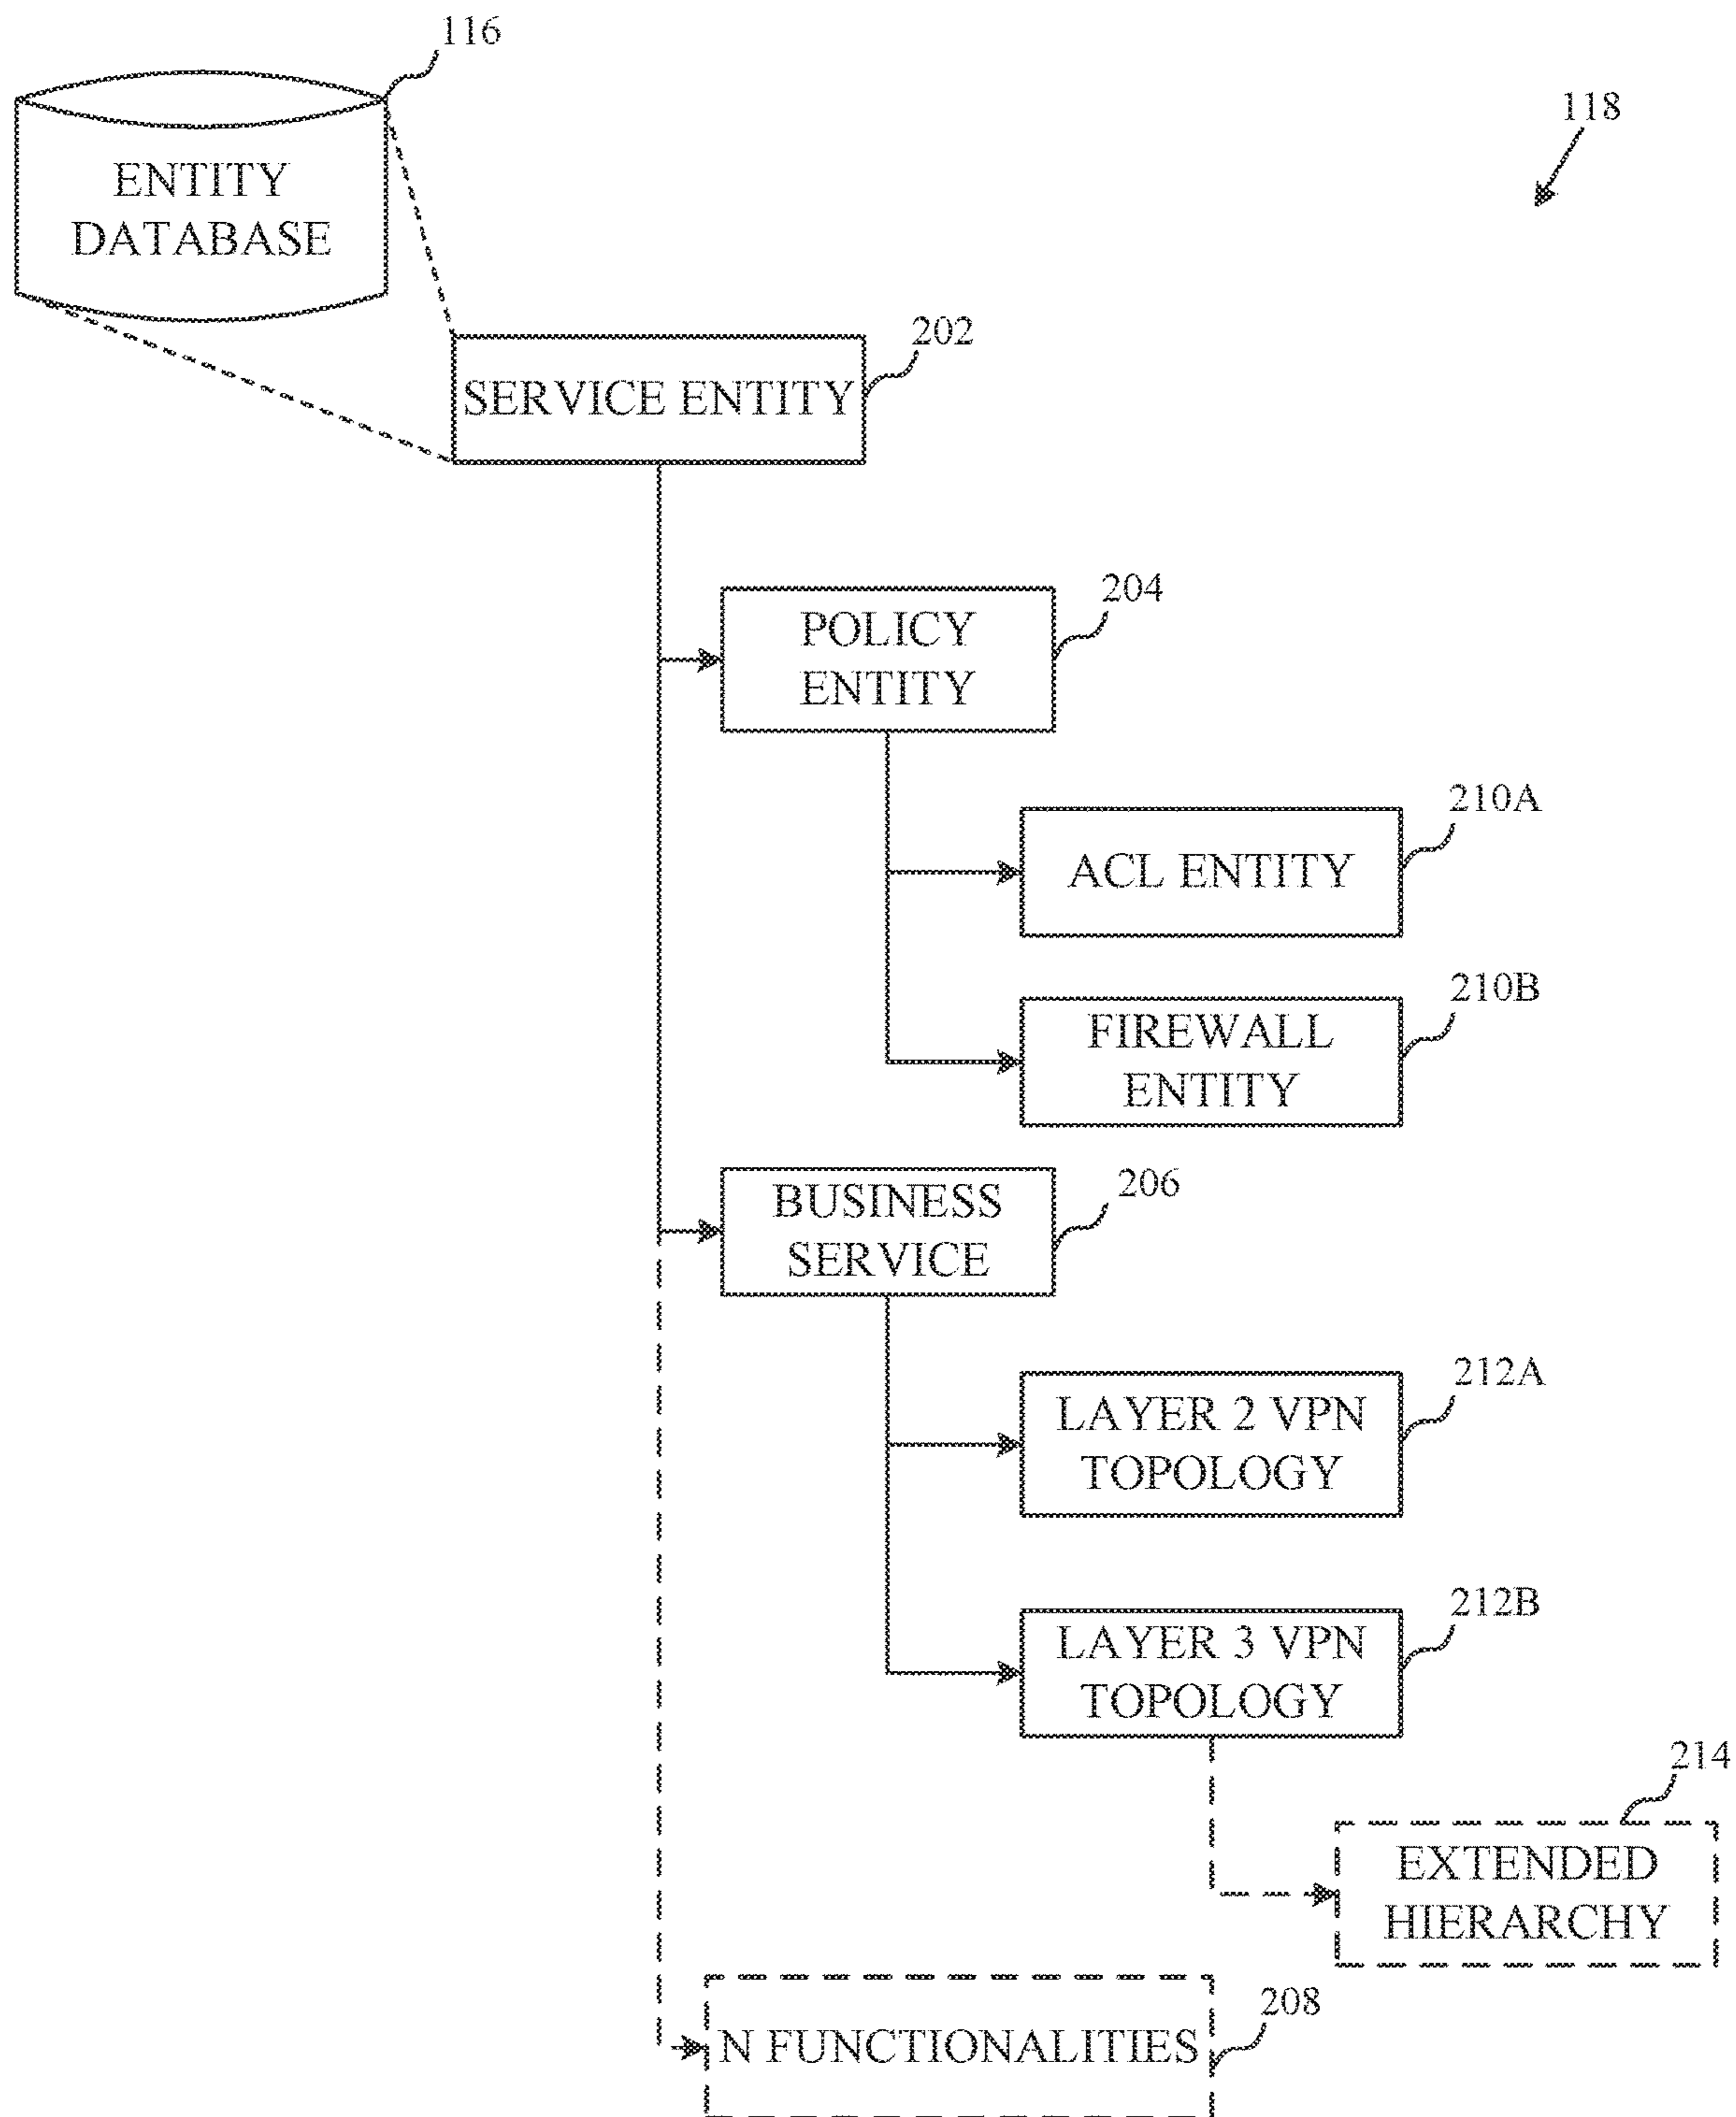 116
118
ENTITY
DATABASE
202
SERVICE ENTITY
204
POLICY
ENTITY
210A
ACL ENTITY
210B
FIREWALL
ENTITY
206
BUSINESS
SERVICE
212A
LAYER 2 VPN
TOPOLOGY
212B
LAYER 3 VPN
TOPOLOGY
214
EXTENDED
HIERARCHY
208
N FUNCTIONALITIES